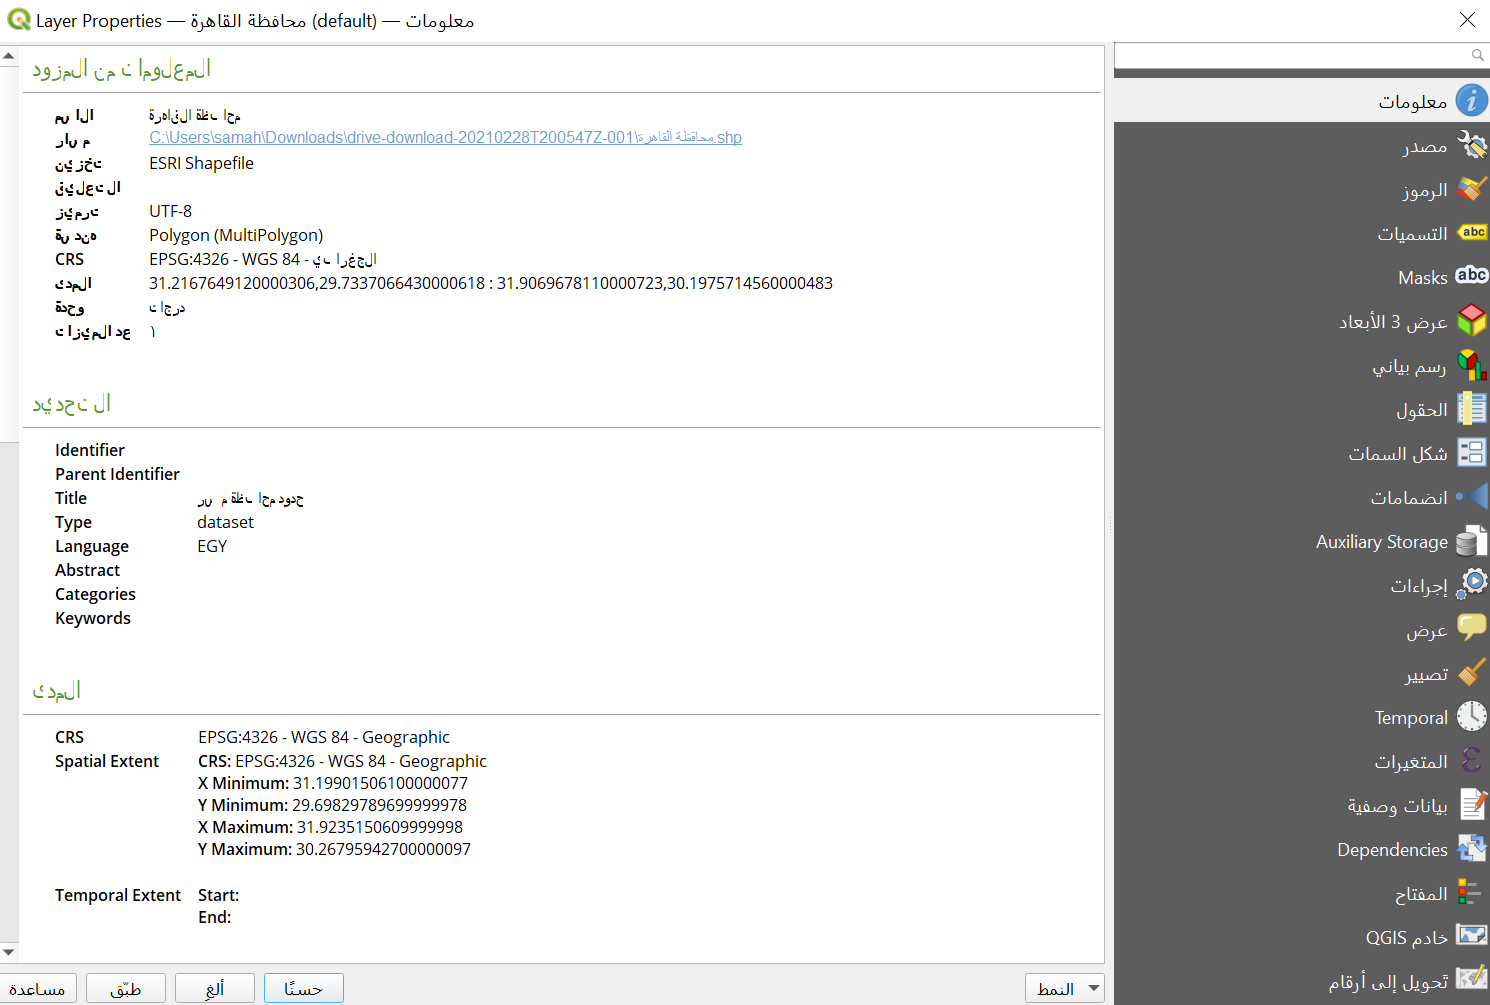 Layer Properties — محافظة القاهرة (default) — معلومات
المعلومات من المزود
الاسم محافظة القاهرة
مسار C:\Users\samah\Downloads\drive-download-20210228T200547Z-001\محافظة القاهرة.shp
تخزين ESRI Shapefile
التعليق
ترميز UTF-8
هندسة Polygon (MultiPolygon)
CRS EPSG:4326 - WGS 84 - الجغرافي
المدى 31.2167649120000306,29.7337066430000618 : 31.9069678110000723,30.1975714560000483
وحدة درجات
عد الميزات ١
التحديد
Identifier
Parent Identifier
Title حدود محافظة مصر
Type dataset
Language EGY
Abstract
Categories
Keywords
المدى
CRS EPSG:4326 - WGS 84 - Geographic
Spatial Extent CRS: EPSG:4326 - WGS 84 - Geographic
X Minimum: 31.19901506100000077
Y Minimum: 29.69829789699999978
X Maximum: 31.9235150609999998
Y Maximum: 30.26795942700000097
Temporal Extent Start:
End:
معلومات
مصدر
الرموز
التسميات
Masks
عرض 3 الأبعاد
رسم بياني
الحقول
شكل السمات
انضمامات
Auxiliary Storage
إجراءات
عرض
تصيير
Temporal
المتغيرات
بيانات وصفية
Dependencies
المفتاح
خادم QGIS
تحويل إلى أرقام
مساعدة
طبّق
ألغِ
حسنًا
النمط